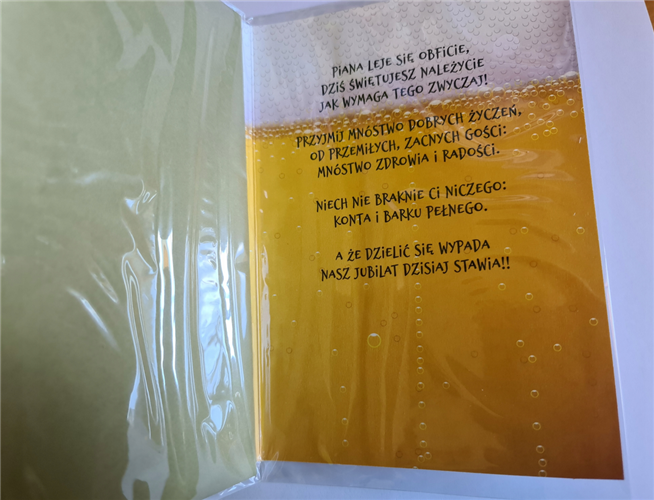 PIANA LEJE SIĘ OBFICIE,
DZIŚ ŚWIĘTUJESZ NALEŻYCIE
JAK WYMAGA TEGO ZWYCZAJ!
PRZYJMIJ MNÓSTWO DOBRYCH ŻYCZEŃ,
OD PRZEMIŁYCH, ZACNYCH GOŚCI:
MNÓSTWO ZDROWIA i RADOŚCI.
NIECH NIE BRAKNIE CI NICZEGO:
KONTA i BARKU PEŁNEGO.
A ŻE DZIELIĆ SIĘ WYPADA
NASZ JUBILAT DZISIAJ STAWIA!!